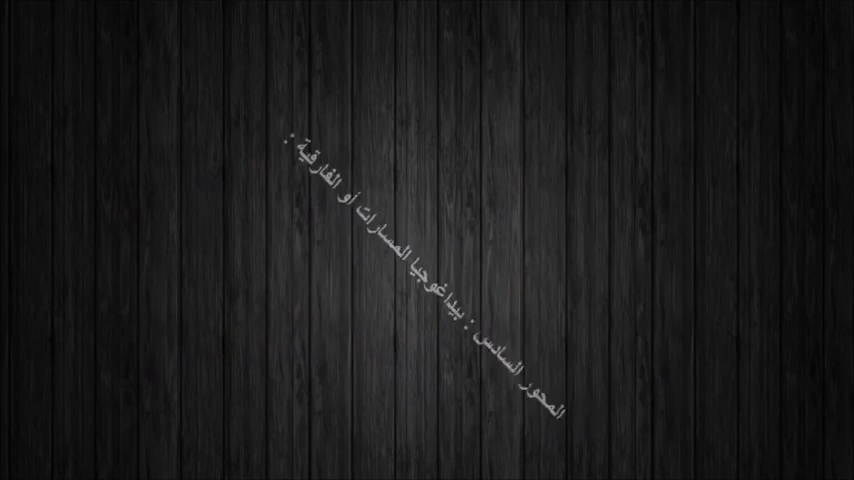 المحور السادس : بيداغوجيا المسارات أو الفارقية :